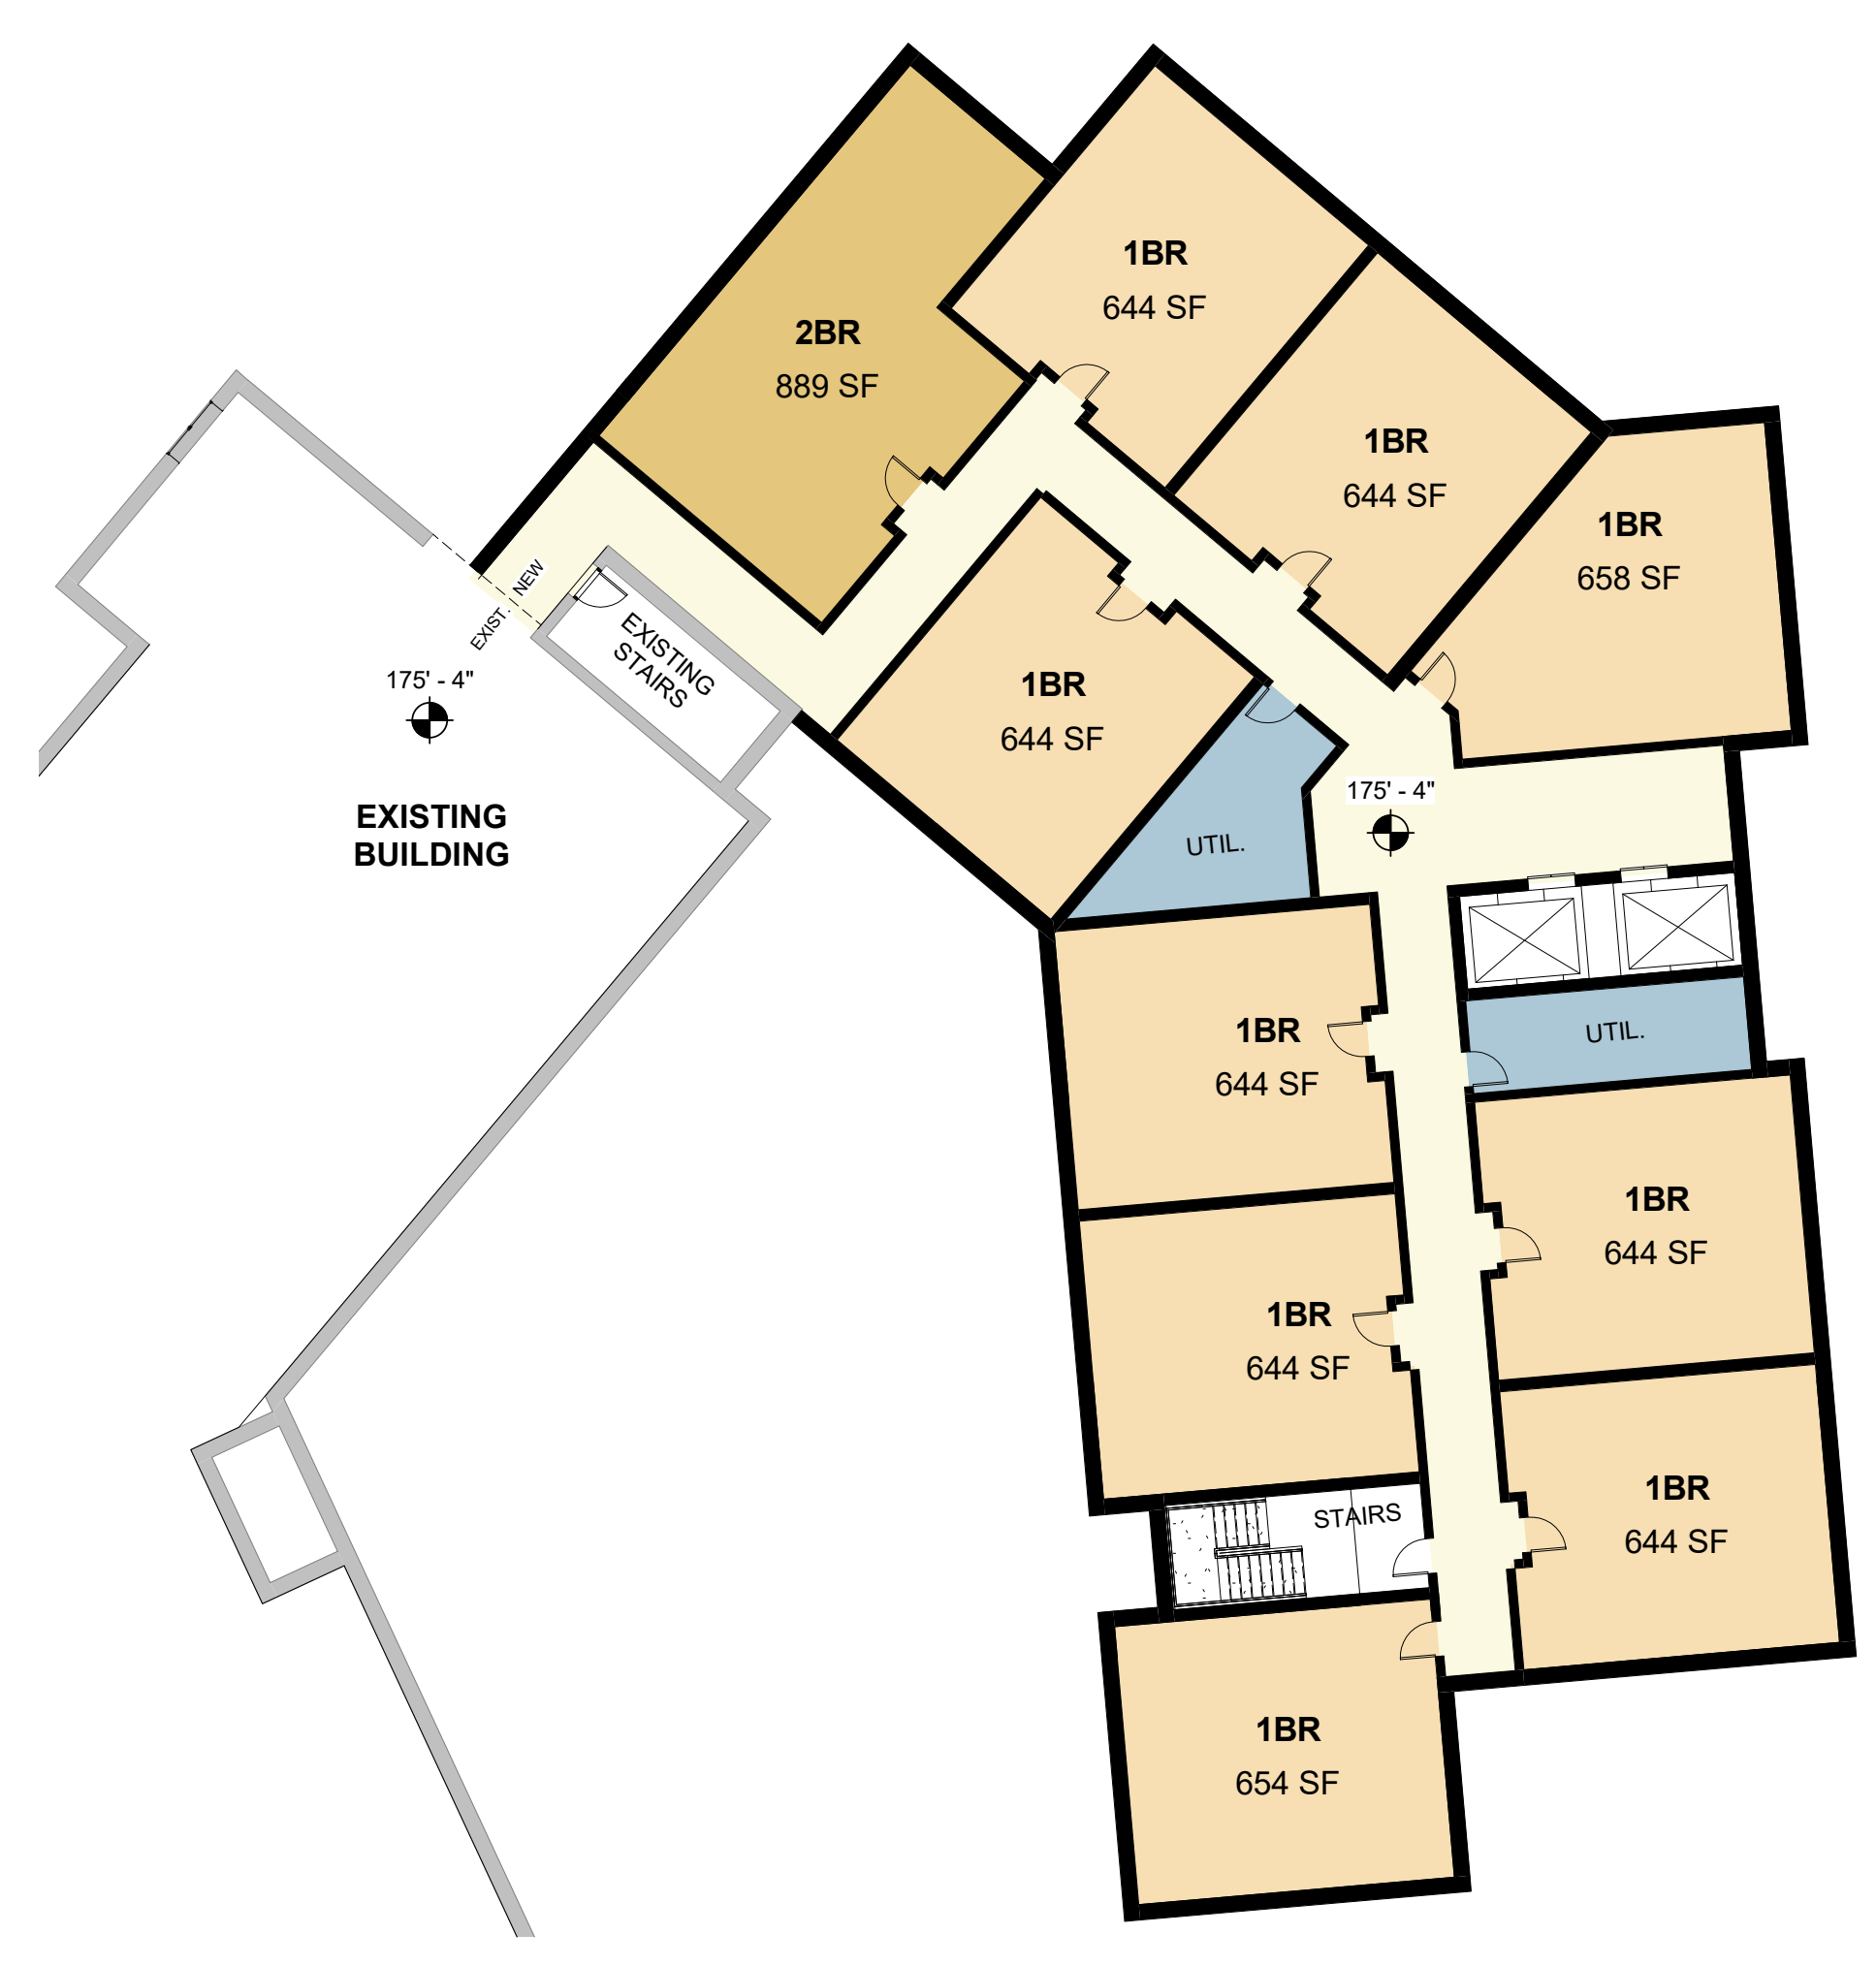 1BR
644 SF
2BR
889 SF
1BR
644 SF
1BR
658 SF
EXIST.
NEW
EXISTING
STAIRS
175' - 4"
1BR
644 SF
175' - 4"
EXISTING
BUILDING
UTIL.
1BR
644 SF
UTIL.
1BR
644 SF
1BR
644 SF
1BR
644 SF
STAIRS
1BR
654 SF